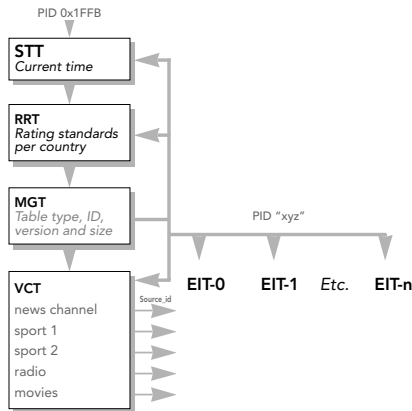 PID 0x1FFB
STT
Current time
RRT
Rating standards
per country
MGT
Table type, ID,
version and size
PID "xyz"
EIT-0 EIT-1 Etc. EIT-n
VCT
Source_id
news channel
sport 1
sport 2
radio
movies